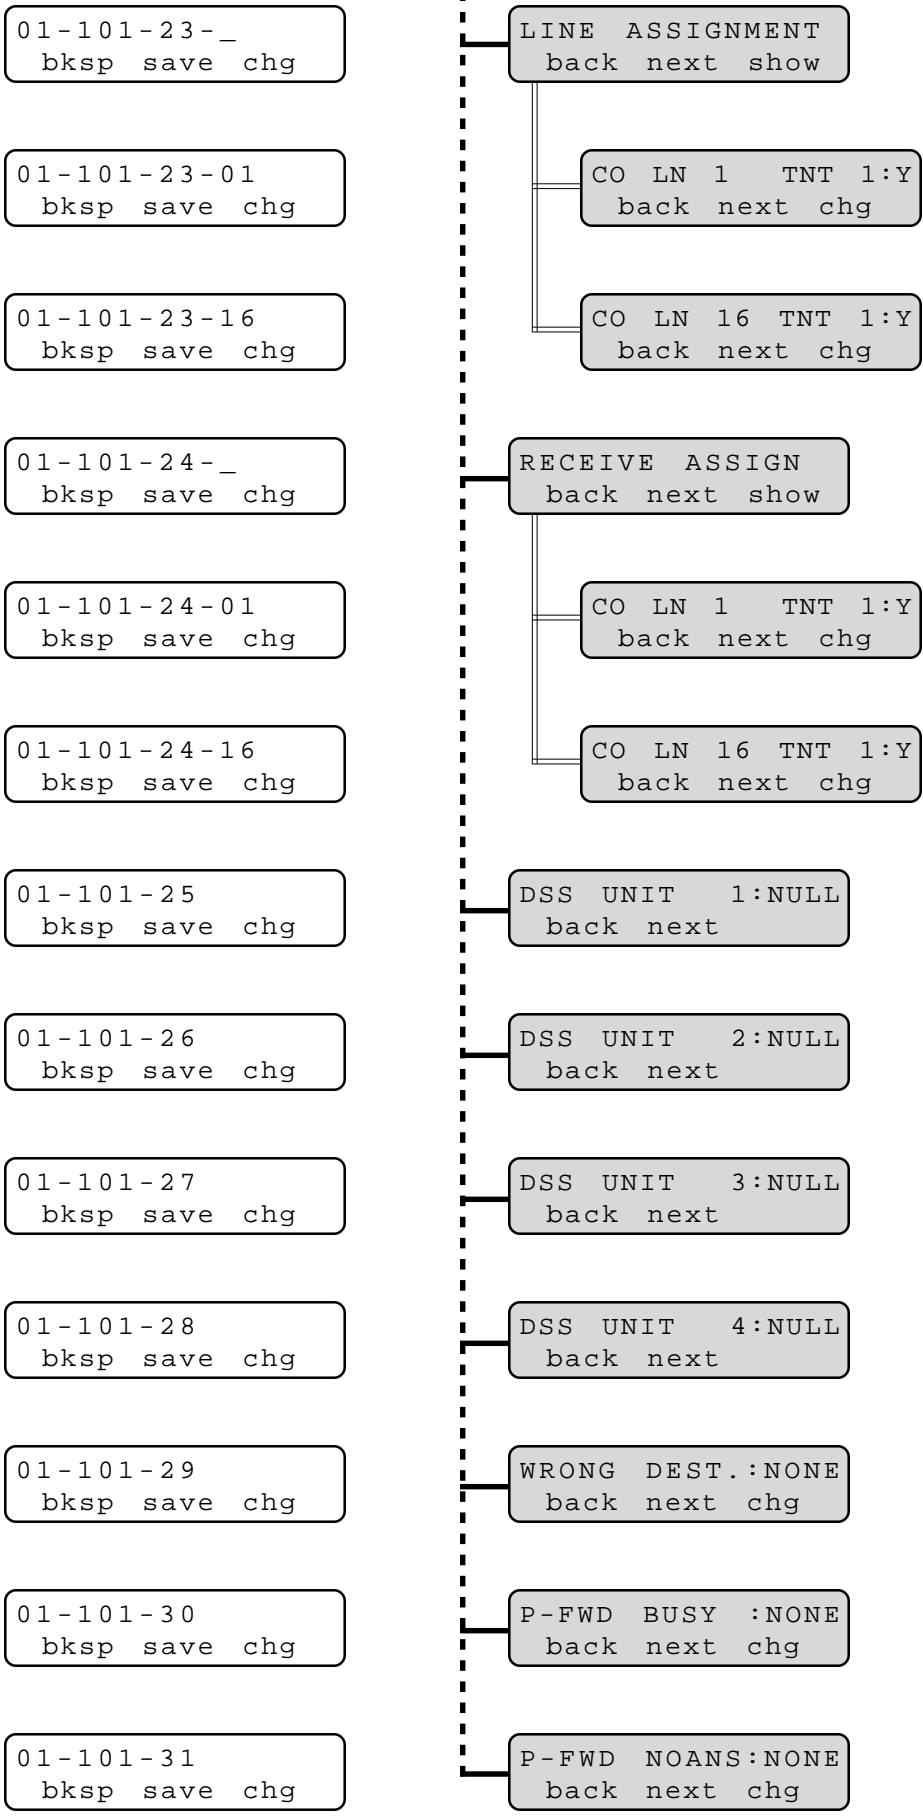 01-101-23-_
bksp save chg
LINE ASSIGNMENT
back next show
01-101-23-01
bksp save chg
CO LN 1 TNT 1:Y
back next chg
01-101-23-16
bksp save chg
CO LN 16 TNT 1:Y
back next chg
01-101-24-_
bksp save chg
RECEIVE ASSIGN
back next show
01-101-24-01
bksp save chg
CO LN 1 TNT 1:Y
back next chg
01-101-24-16
bksp save chg
CO LN 16 TNT 1:Y
back next chg
01-101-25
bksp save chg
DSS UNIT 1:NULL
back next
01-101-26
bksp save chg
DSS UNIT 2:NULL
back next
01-101-27
bksp save chg
DSS UNIT 3:NULL
back next
01-101-28
bksp save chg
DSS UNIT 4:NULL
back next
01-101-29
bksp save chg
WRONG DEST.:NONE
back next chg
01-101-30
bksp save chg
P-FWD BUSY :NONE
back next chg
01-101-31
bksp save chg
P-FWD NOANS:NONE
back next chg